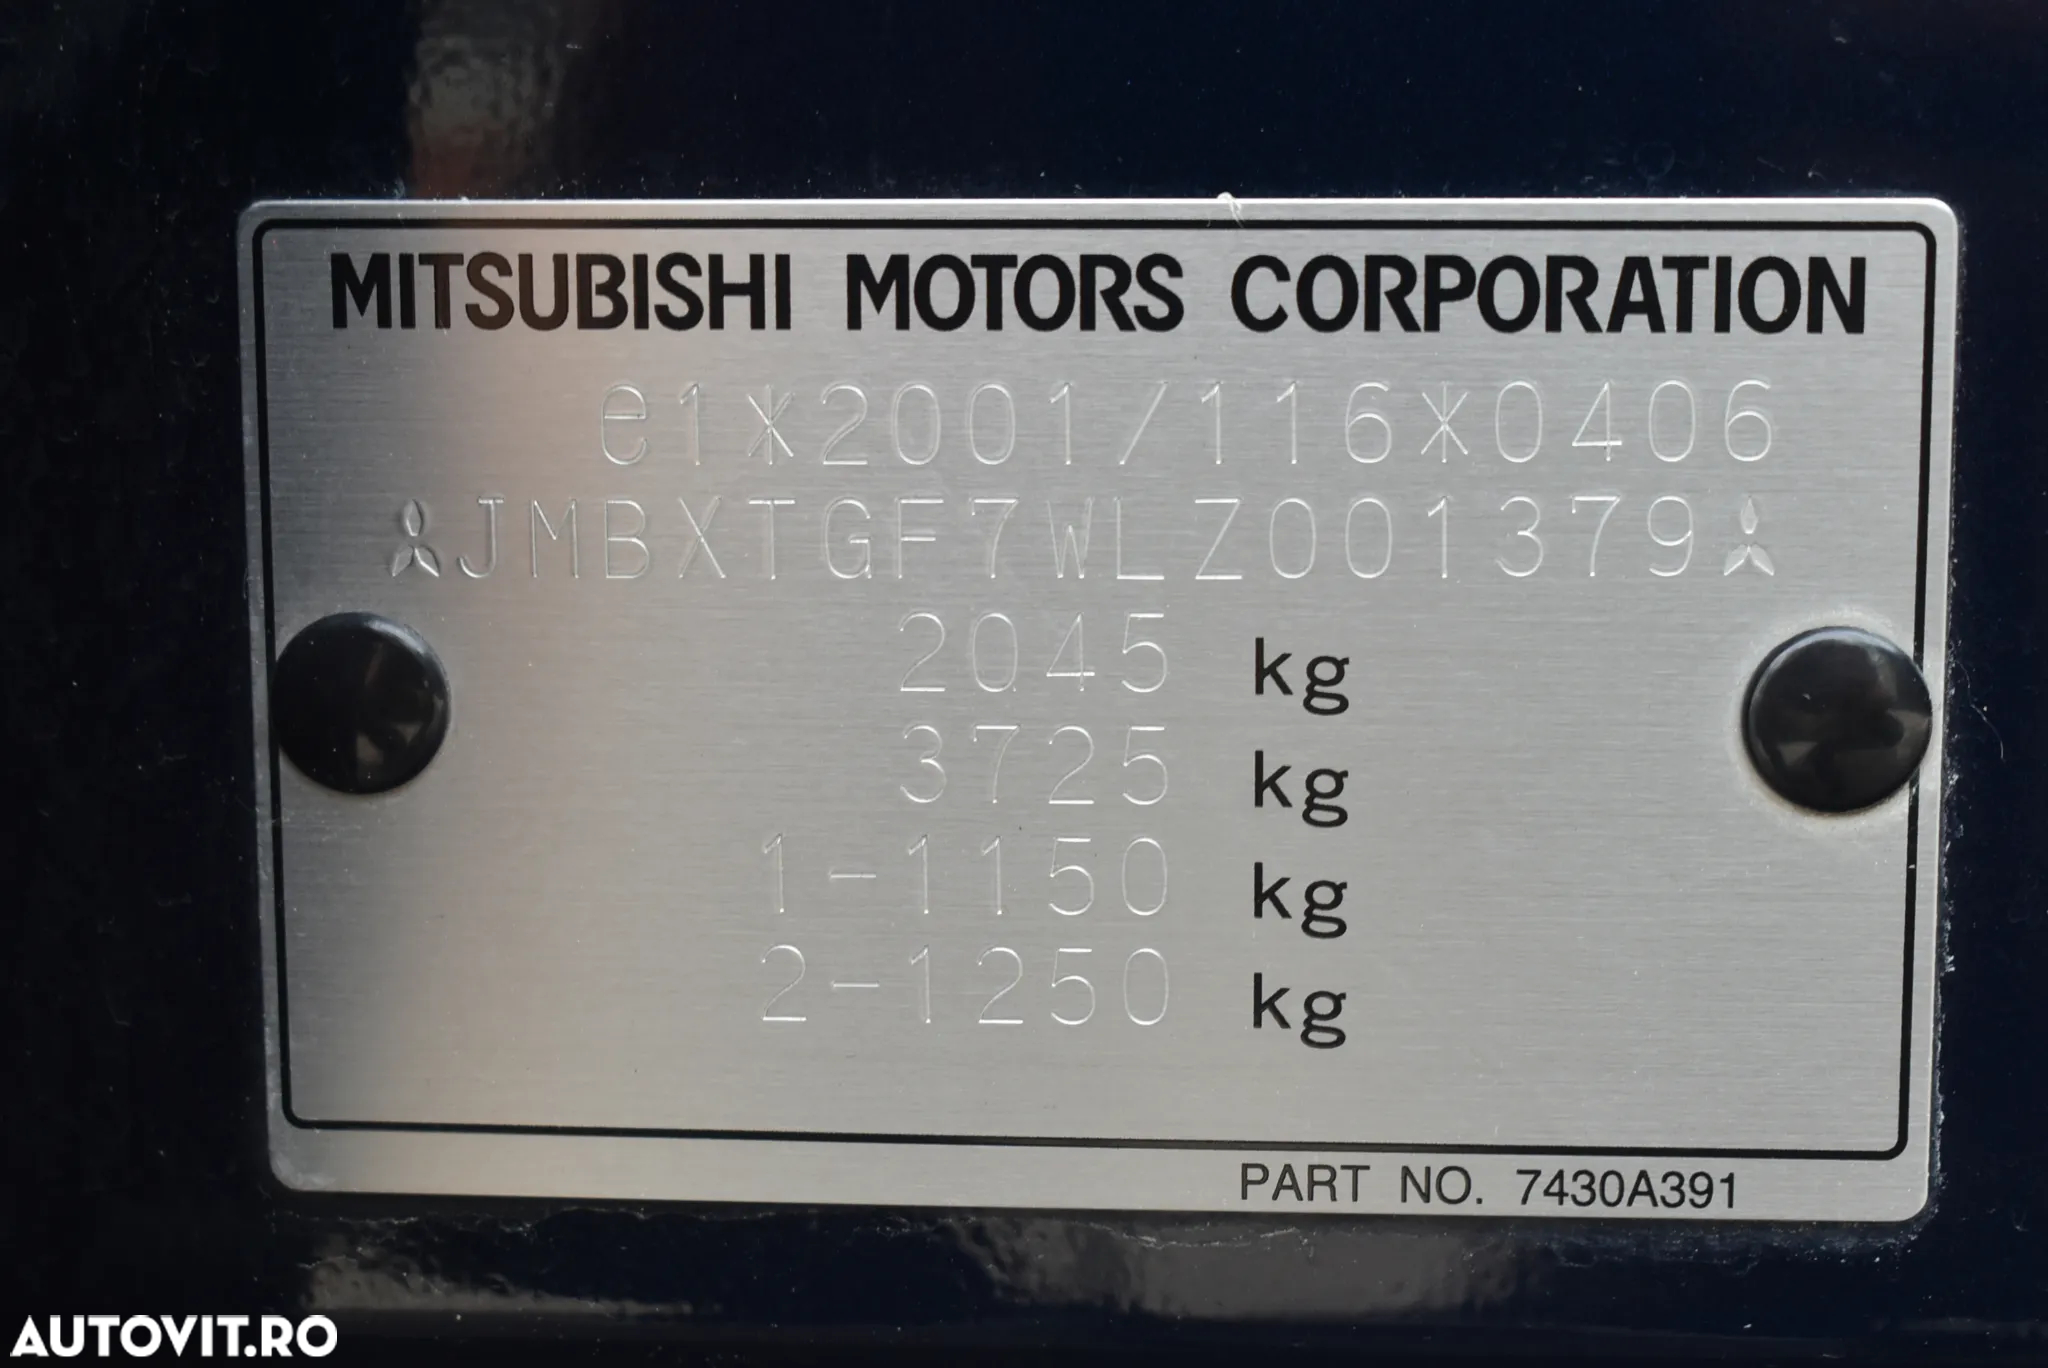 MITSUBISHI MOTORS CORPORATION
e1*2001/116*0406
JMBXTGF7WLZ001379
2045 kg
3725 kg
1-1150 kg
2-1250 kg
PART NO. 7430A391
AUTOVIT.RO